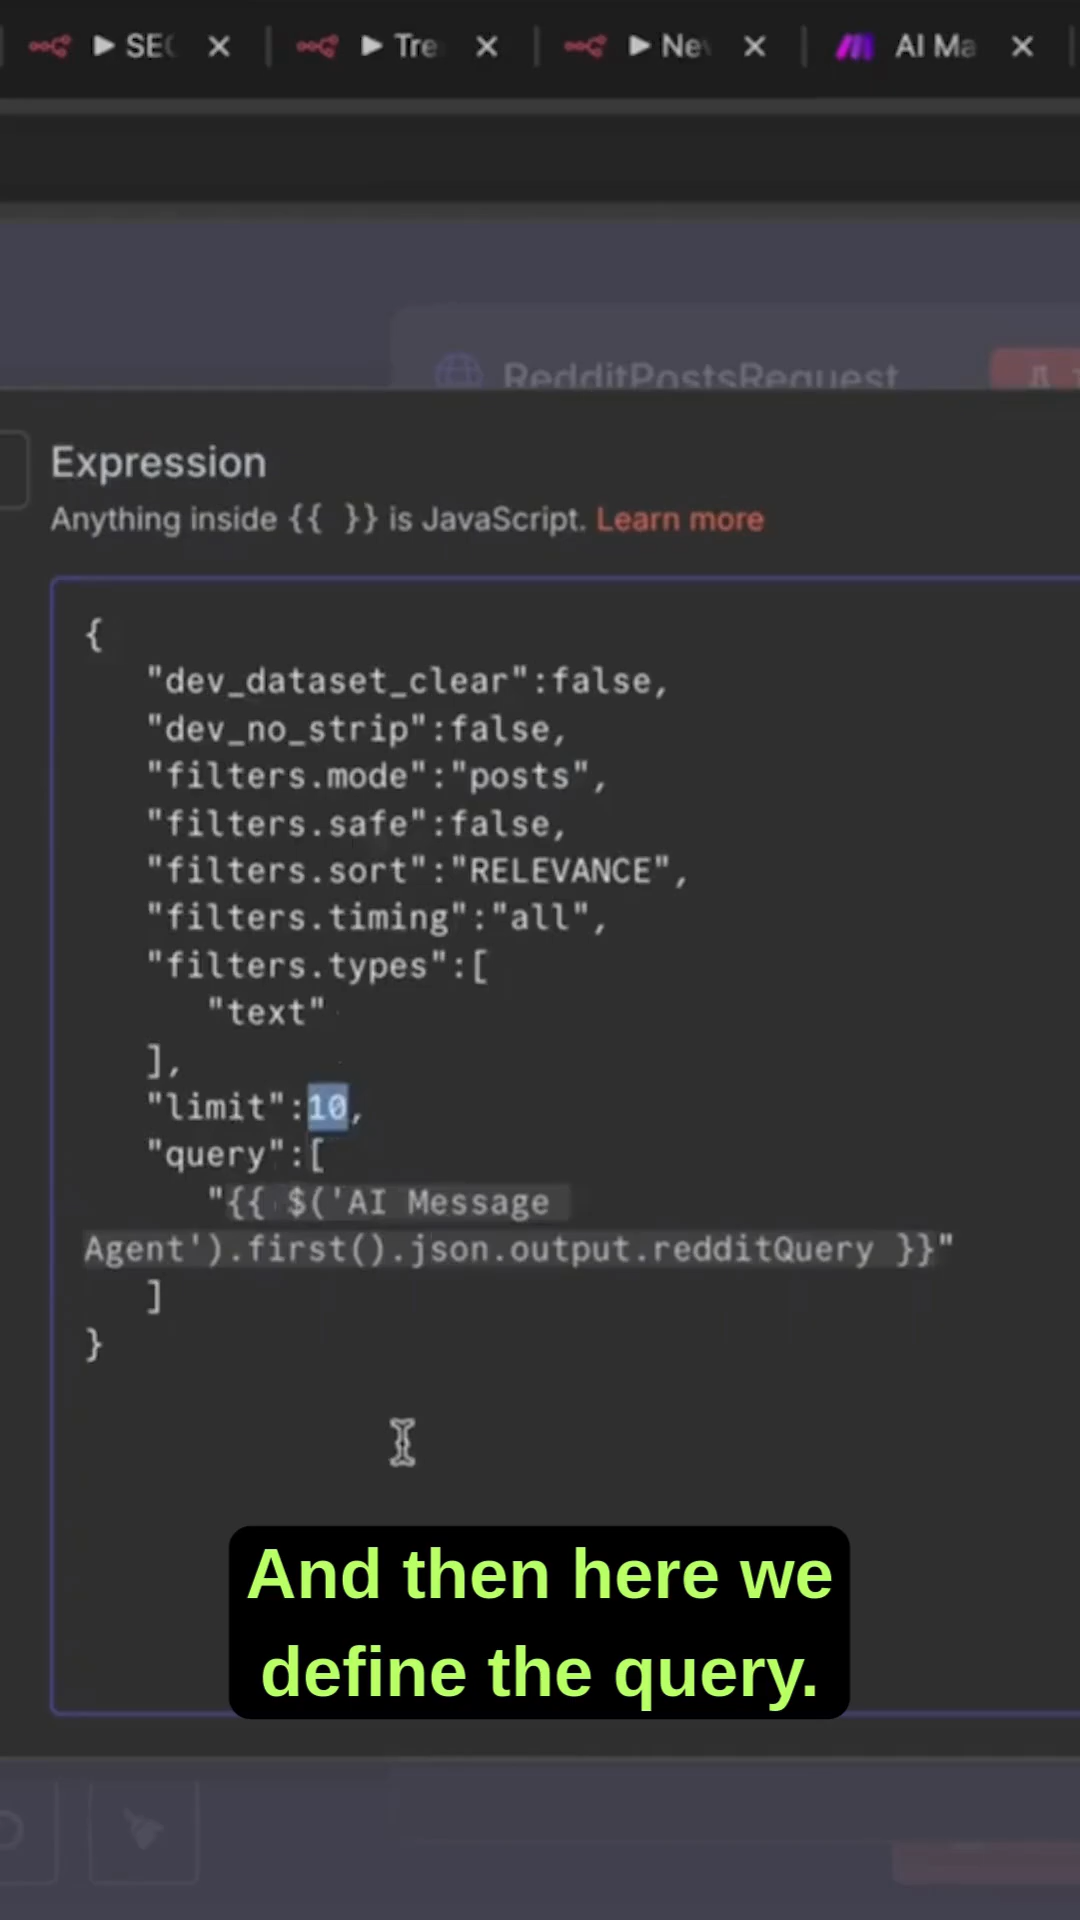 SEO
Tre
Ne
AI Ma
RedditPostsRequest
Expression
Anything inside {{ }} is JavaScript. Learn more
{
"dev_dataset_clear":false,
"dev_no_strip":false,
"filters.mode":"posts",
"filters.safe":false,
"filters.sort":"RELEVANCE",
"filters.timing":"all",
"filters.types":[
"text"
],
"limit":10,
"query":[
"{{ $('AI Message
Agent').first().json.output.redditQuery }}"
]
}
And then here we
define the query.